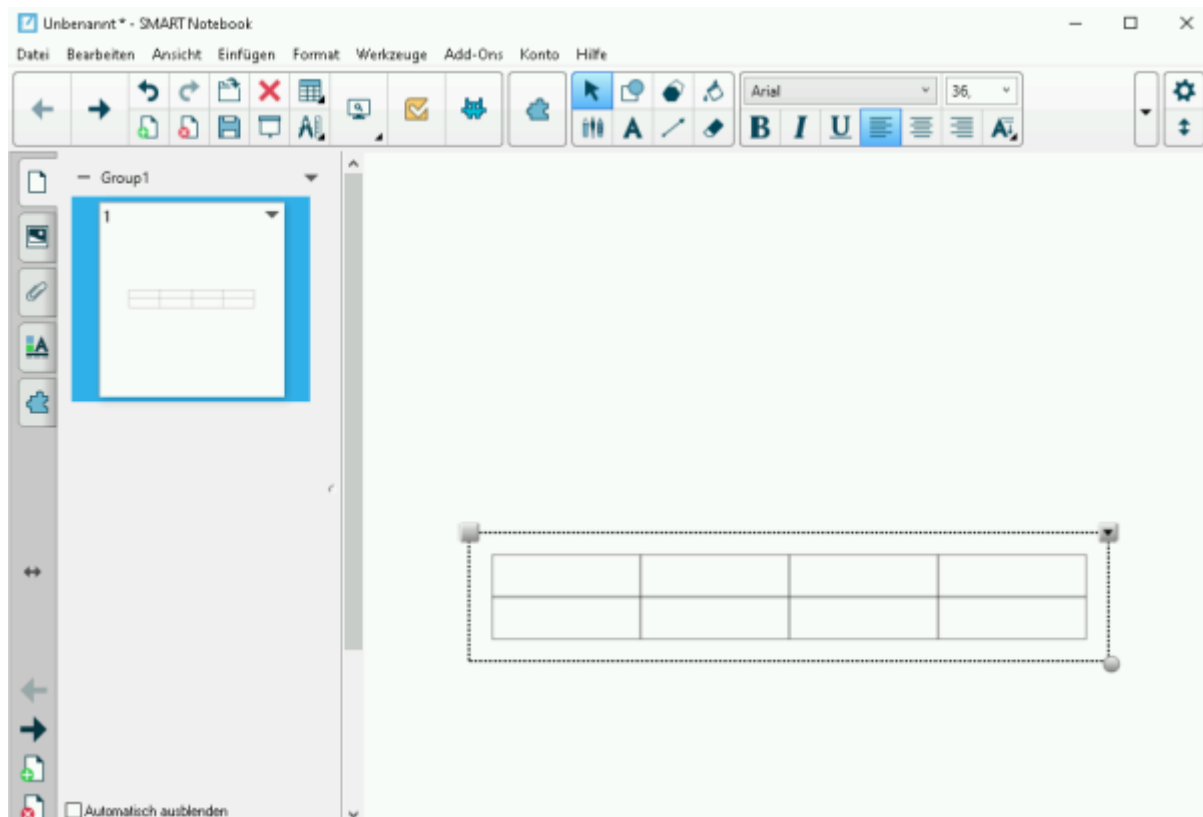 Unbenannt * - SMART Notebook
Datei Bearbeiten Ansicht Einfügen Format Werkzeuge Add-Ons Konto Hilfe
Arial 36,
A B I U A
Group1
1
Automatisch ausblenden